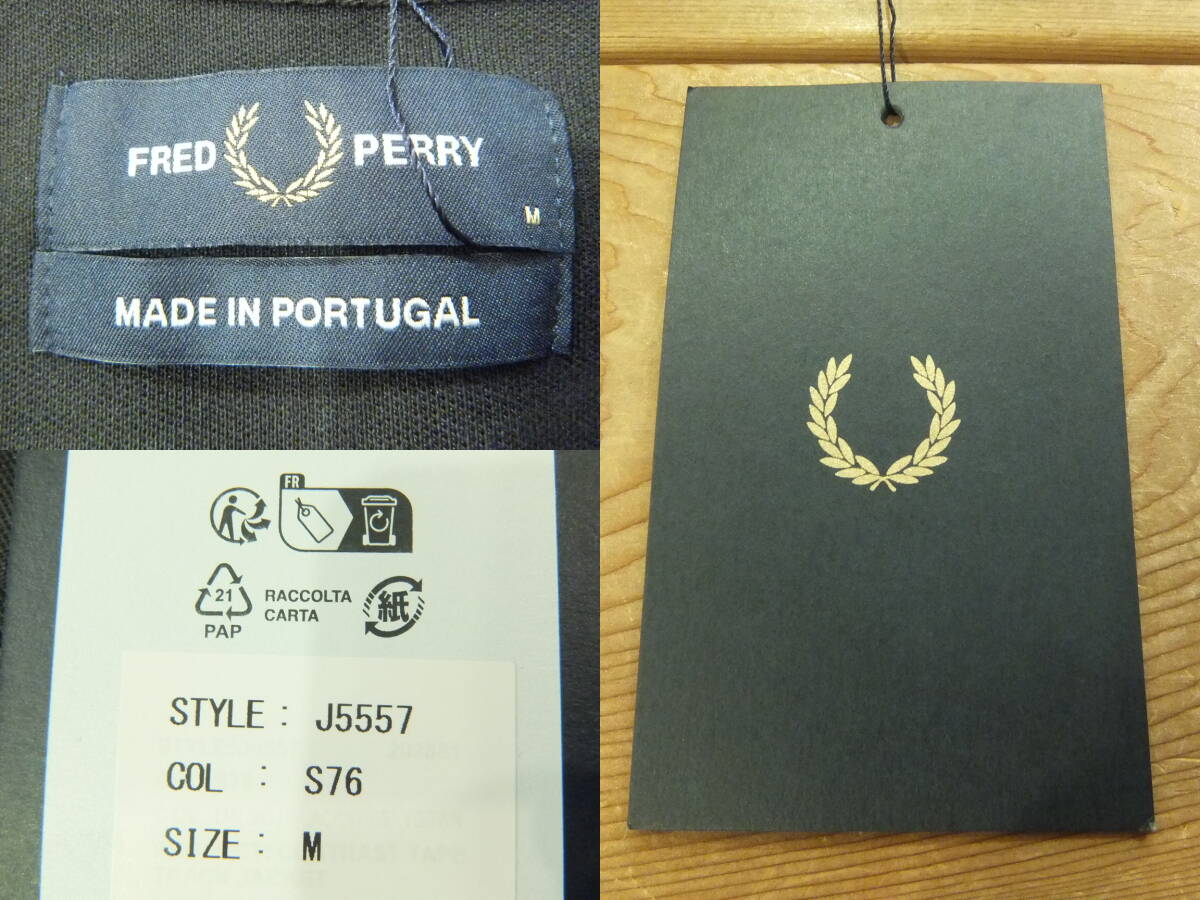 FRED PERRY
M
MADE IN PORTUGAL
FR
21
PAP
RACCOLTA
CARTA
紙
STYLE : J5557
COL : S76
SIZE : M